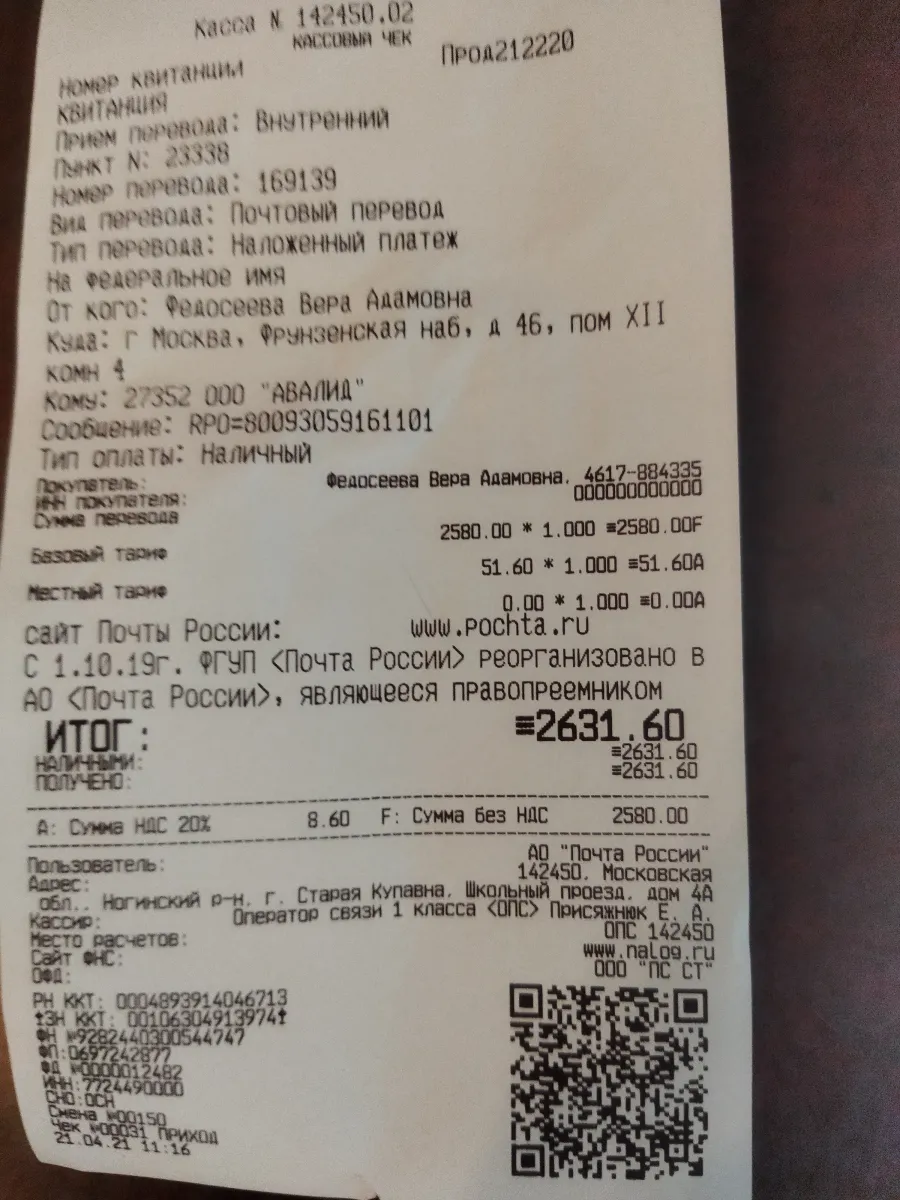 Касса № 142450.02
КАССОВЫЙ ЧЕК
Прод212220
Номер квитанции
КВИТАНЦИЯ
Прием перевода: Внутренний
Пункт N: 23338
Номер перевода: 169139
Вид перевода: Почтовый перевод
Тип перевода: Наложенный платеж
На федеральное имя
От кого: Федосеева Вера Адамовна
Куда: г Москва, Фрунзенская наб, д 46, пом XII
комн 4
Кому: 27352 ООО "АВАЛИД"
Сообщение: RPO=80093059161101
Тип оплаты: Наличный
Покупатель: Федосеева Вера Адамовна, 4617-884335
ИНН покупателя: 000000000000
Сумма перевода
2580.00 * 1.000 ≡2580.00F
Базовый тариф
51.60 * 1.000 ≡51.60А
Местный тариф
0.00 * 1.000 ≡0.00А
сайт Почты России: www.pochta.ru
С 1.10.19г. ФГУП <Почта России> реорганизовано в
АО <Почта России>, являющееся правопреемником
ИТОГ: ≡2631.60
НАЛИЧНЫМИ: ≡2631.60
ПОЛУЧЕНО: ≡2631.60
А: Сумма НДС 20% 8.60 F: Сумма без НДС 2580.00
Пользователь: АО "Почта России"
Адрес: 142450, Московская
обл., Ногинский р-н, г. Старая Купавна, Школьный проезд, дом 4А
Кассир: Оператор связи 1 класса <ОПС> Присяжнюк Е. А.
Место расчетов: ОПС 142450
Сайт ФНС: www.nalog.ru
ОФД: ООО "ПС СТ"
РН ККТ: 0004893914046713
‡ЗН ККТ: 00106304913974‡
ФН №9282440300544747
ФП:0697242877
ФД №0000012482
ИНН:7724490000
СНО:ОСН
Смена №00150
Чек №00031 ПРИХОД
21.04.21 11:16